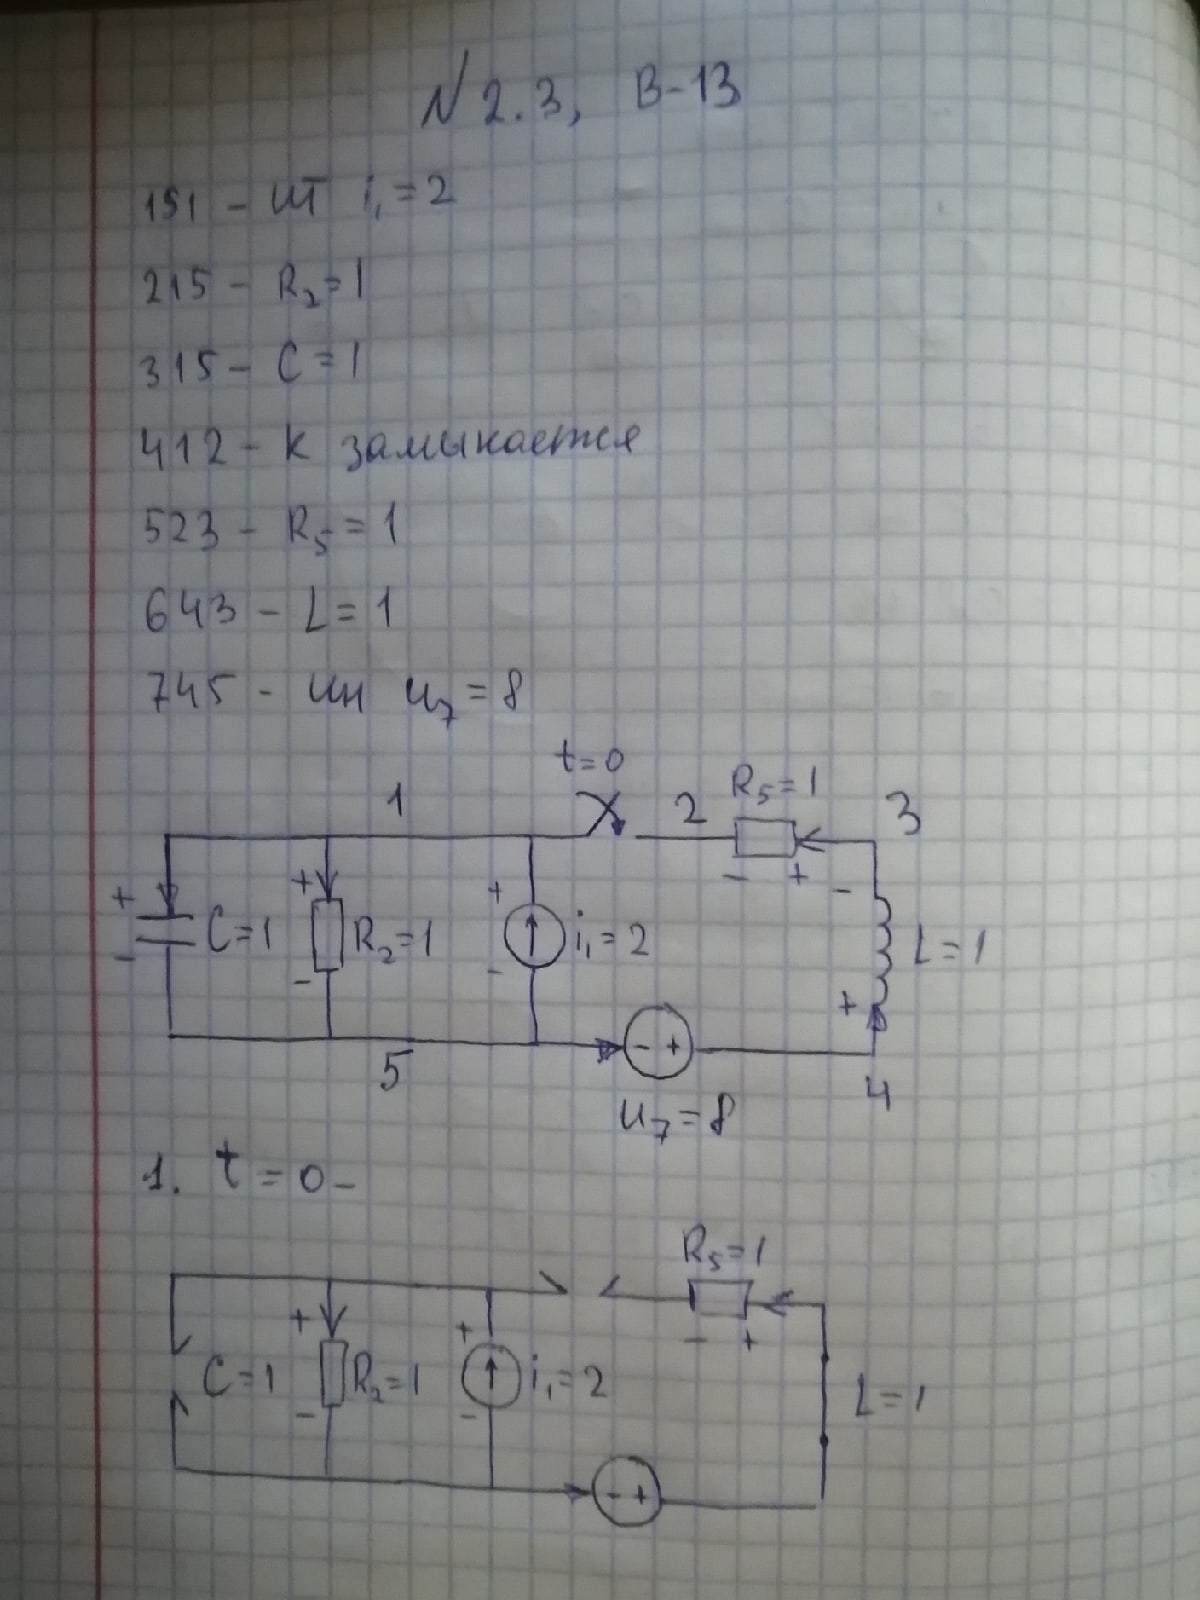 N 2.3, В-13
151 - ИТ i₁=2
215 - R₂=1
315 - C=1
412 - К замыкается
523 - R₅=1
643 - L=1
745 - ИН u₇=8
t=0
1 2 R₅=1 3
- + -
+ + +
C=1 R₂=1 i₁=2 L=1
- - - +
5 - + 4
u₇=8
1. t=0-
R₅=1
+ + - +
C=1 R₂=1 i₁=2 L=1
- -
- +